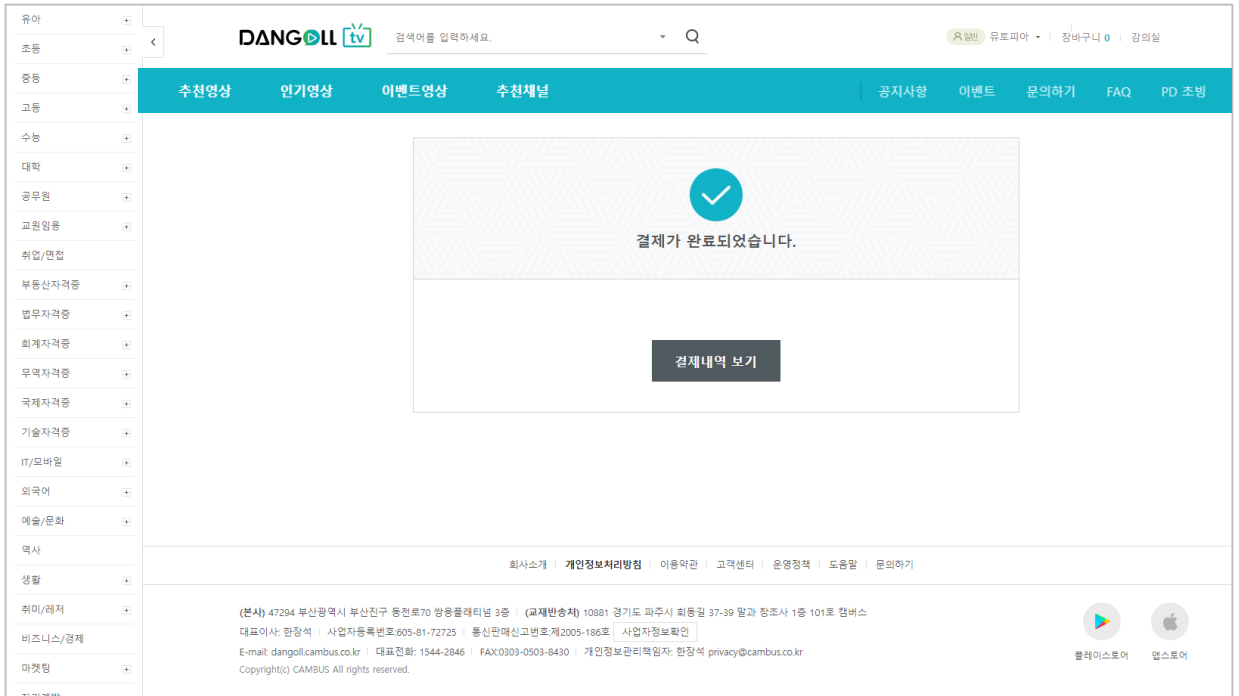 유아
초등
중등
고등
수능
대학
공무원
교원임용
취업/면접
부동산자격증
법무자격증
회계자격증
무역자격증
국제자격증
기술자격증
IT/모바일
외국어
예술/문화
역사
생활
취미/레저
비즈니스/경제
마켓팅
DANGOLL tv 검색어를 입력하세요. 일반 뮤토피아 장바구니 0 강의실
추천영상 인기영상 이벤트영상 추천채널 공지사항 이벤트 문의하기 FAQ PD 초빙
결제가 완료되었습니다.
결제내역 보기
회사소개 개인정보처리방침 이용약관 고객센터 운영정책 도움말 문의하기
(본사) 47294 부산광역시 부산진구 동천로70 쌍용플래티넘 3층 (교재반송처) 10881 경기도 파주시 회동길 37-39 말과 창조사 1층 101호 캠버스
대표이사: 한장석 사업자등록번호:605-81-72725 통신판매신고번호:제2005-186호 사업자정보확인
E-mail: dangoll.cambus.co.kr 대표전화: 1544-2846 FAX:0303-0503-8430 개인정보관리책임자: 한장석 privacy@cambus.co.kr
Copyright(c) CAMBUS All rights reserved.
플레이스토어 앱스토어